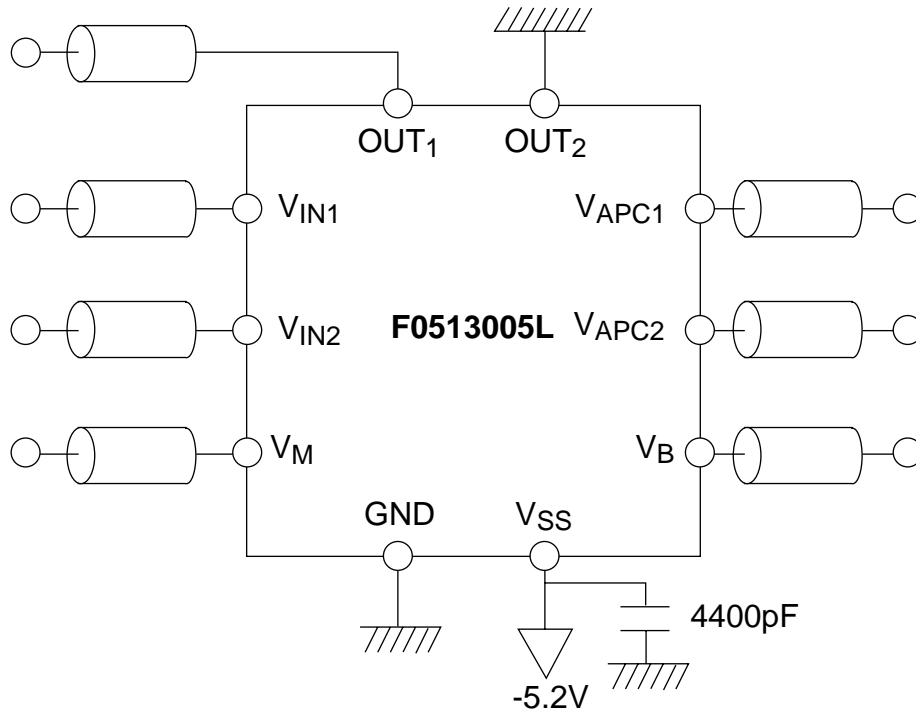 OUT1 OUT2
VIN1 VAPC1
VIN2 F0513005L VAPC2
VM VB
GND VSS
4400pF
-5.2V